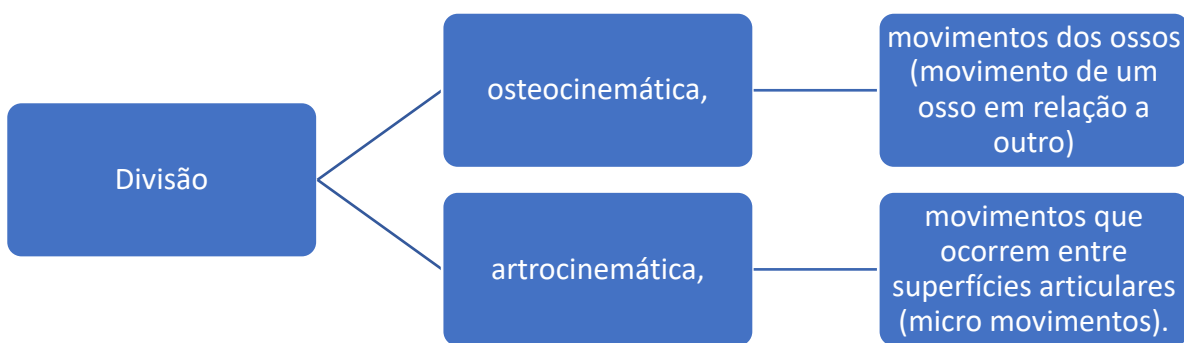 Divisão
osteocinemática,
movimentos dos ossos
(movimento de um
osso em relação a
outro)
artrocinemática,
movimentos que
ocorrem entre
superfícies articulares
(micro movimentos).